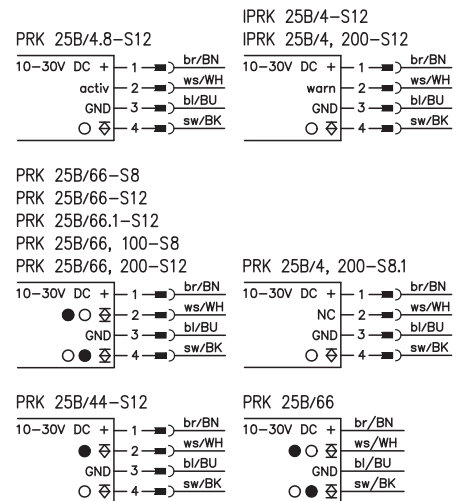 PRK 25B/4.8-S12
10-30V DC + 1 br/BN
activ 2 ws/WH
GND 3 bl/BU
4 sw/BK
IPRK 25B/4-S12
IPRK 25B/4, 200-S12
10-30V DC + 1 br/BN
warn 2 ws/WH
GND 3 bl/BU
4 sw/BK
PRK 25B/66-S8
PRK 25B/66-S12
PRK 25B/66.1-S12
PRK 25B/66, 100-S8
PRK 25B/66, 200-S12
10-30V DC + 1 br/BN
2 ws/WH
GND 3 bl/BU
4 sw/BK
PRK 25B/4, 200-S8.1
10-30V DC + 1 br/BN
NC 2 ws/WH
GND 3 bl/BU
4 sw/BK
PRK 25B/44-S12
10-30V DC + 1 br/BN
2 ws/WH
GND 3 bl/BU
4 sw/BK
PRK 25B/66
10-30V DC + br/BN
ws/WH
GND bl/BU
sw/BK